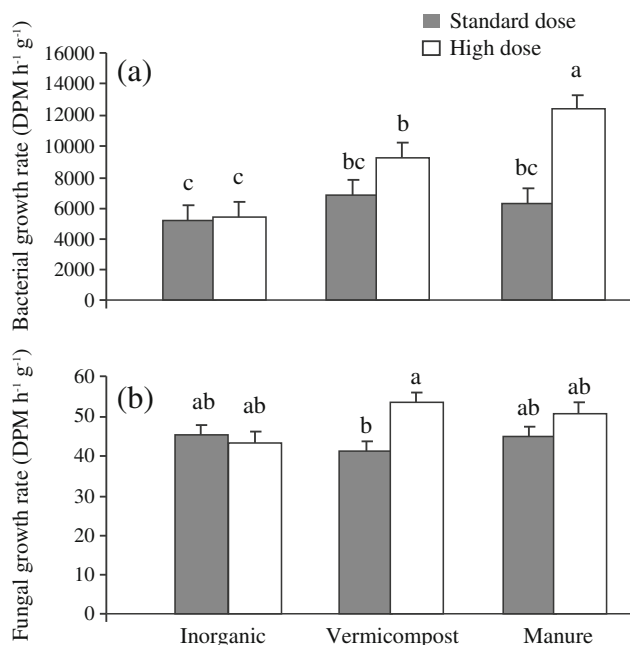 Standard dose
High dose
Bacterial growth rate (DPM h⁻¹ g⁻¹)
16000
14000
12000
10000
8000
6000
4000
2000
0
(a)
c
c
bc
b
bc
a
Fungal growth rate (DPM h⁻¹ g⁻¹)
60
50
40
30
20
10
0
(b)
ab
ab
b
a
ab
ab
Inorganic Vermicompost Manure